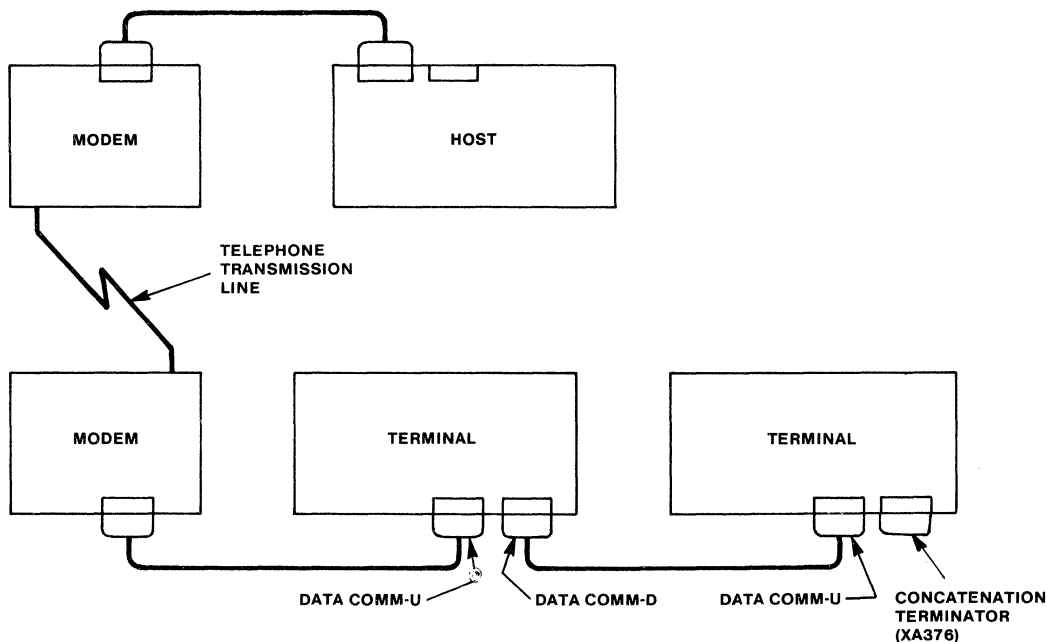 MODEM
HOST
TELEPHONE
TRANSMISSION
LINE
MODEM
TERMINAL
TERMINAL
DATA COMM-U
DATA COMM-D
DATA COMM-U
CONCATENATION
TERMINATOR
(XA376)